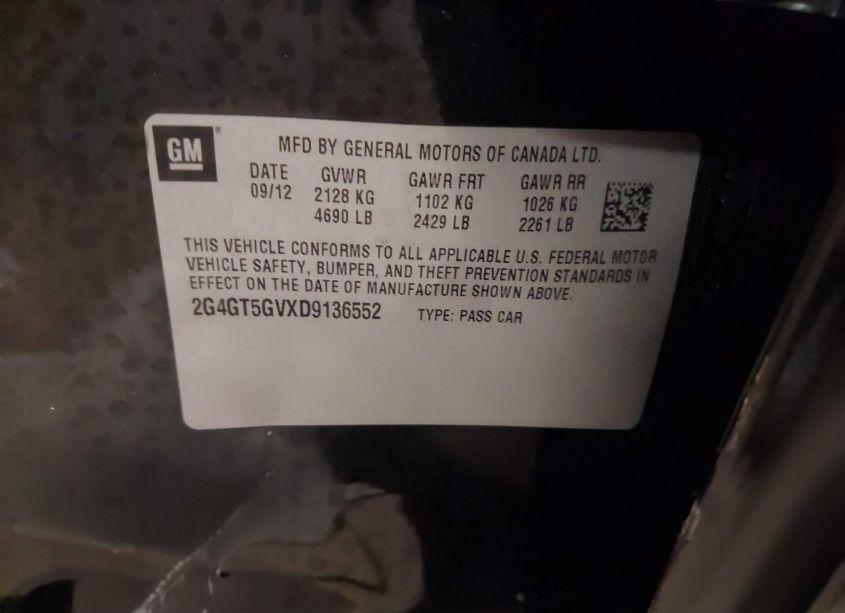 GM
MFD BY GENERAL MOTORS OF CANADA LTD.
DATE GVWR GAWR FRT GAWR RR
09/12 2128 KG 1102 KG 1026 KG
4690 LB 2429 LB 2261 LB
THIS VEHICLE CONFORMS TO ALL APPLICABLE U.S. FEDERAL MOTOR
VEHICLE SAFETY, BUMPER, AND THEFT PREVENTION STANDARDS IN
EFFECT ON THE DATE OF MANUFACTURE SHOWN ABOVE.
2G4GT5GVXD9136552 TYPE: PASS CAR